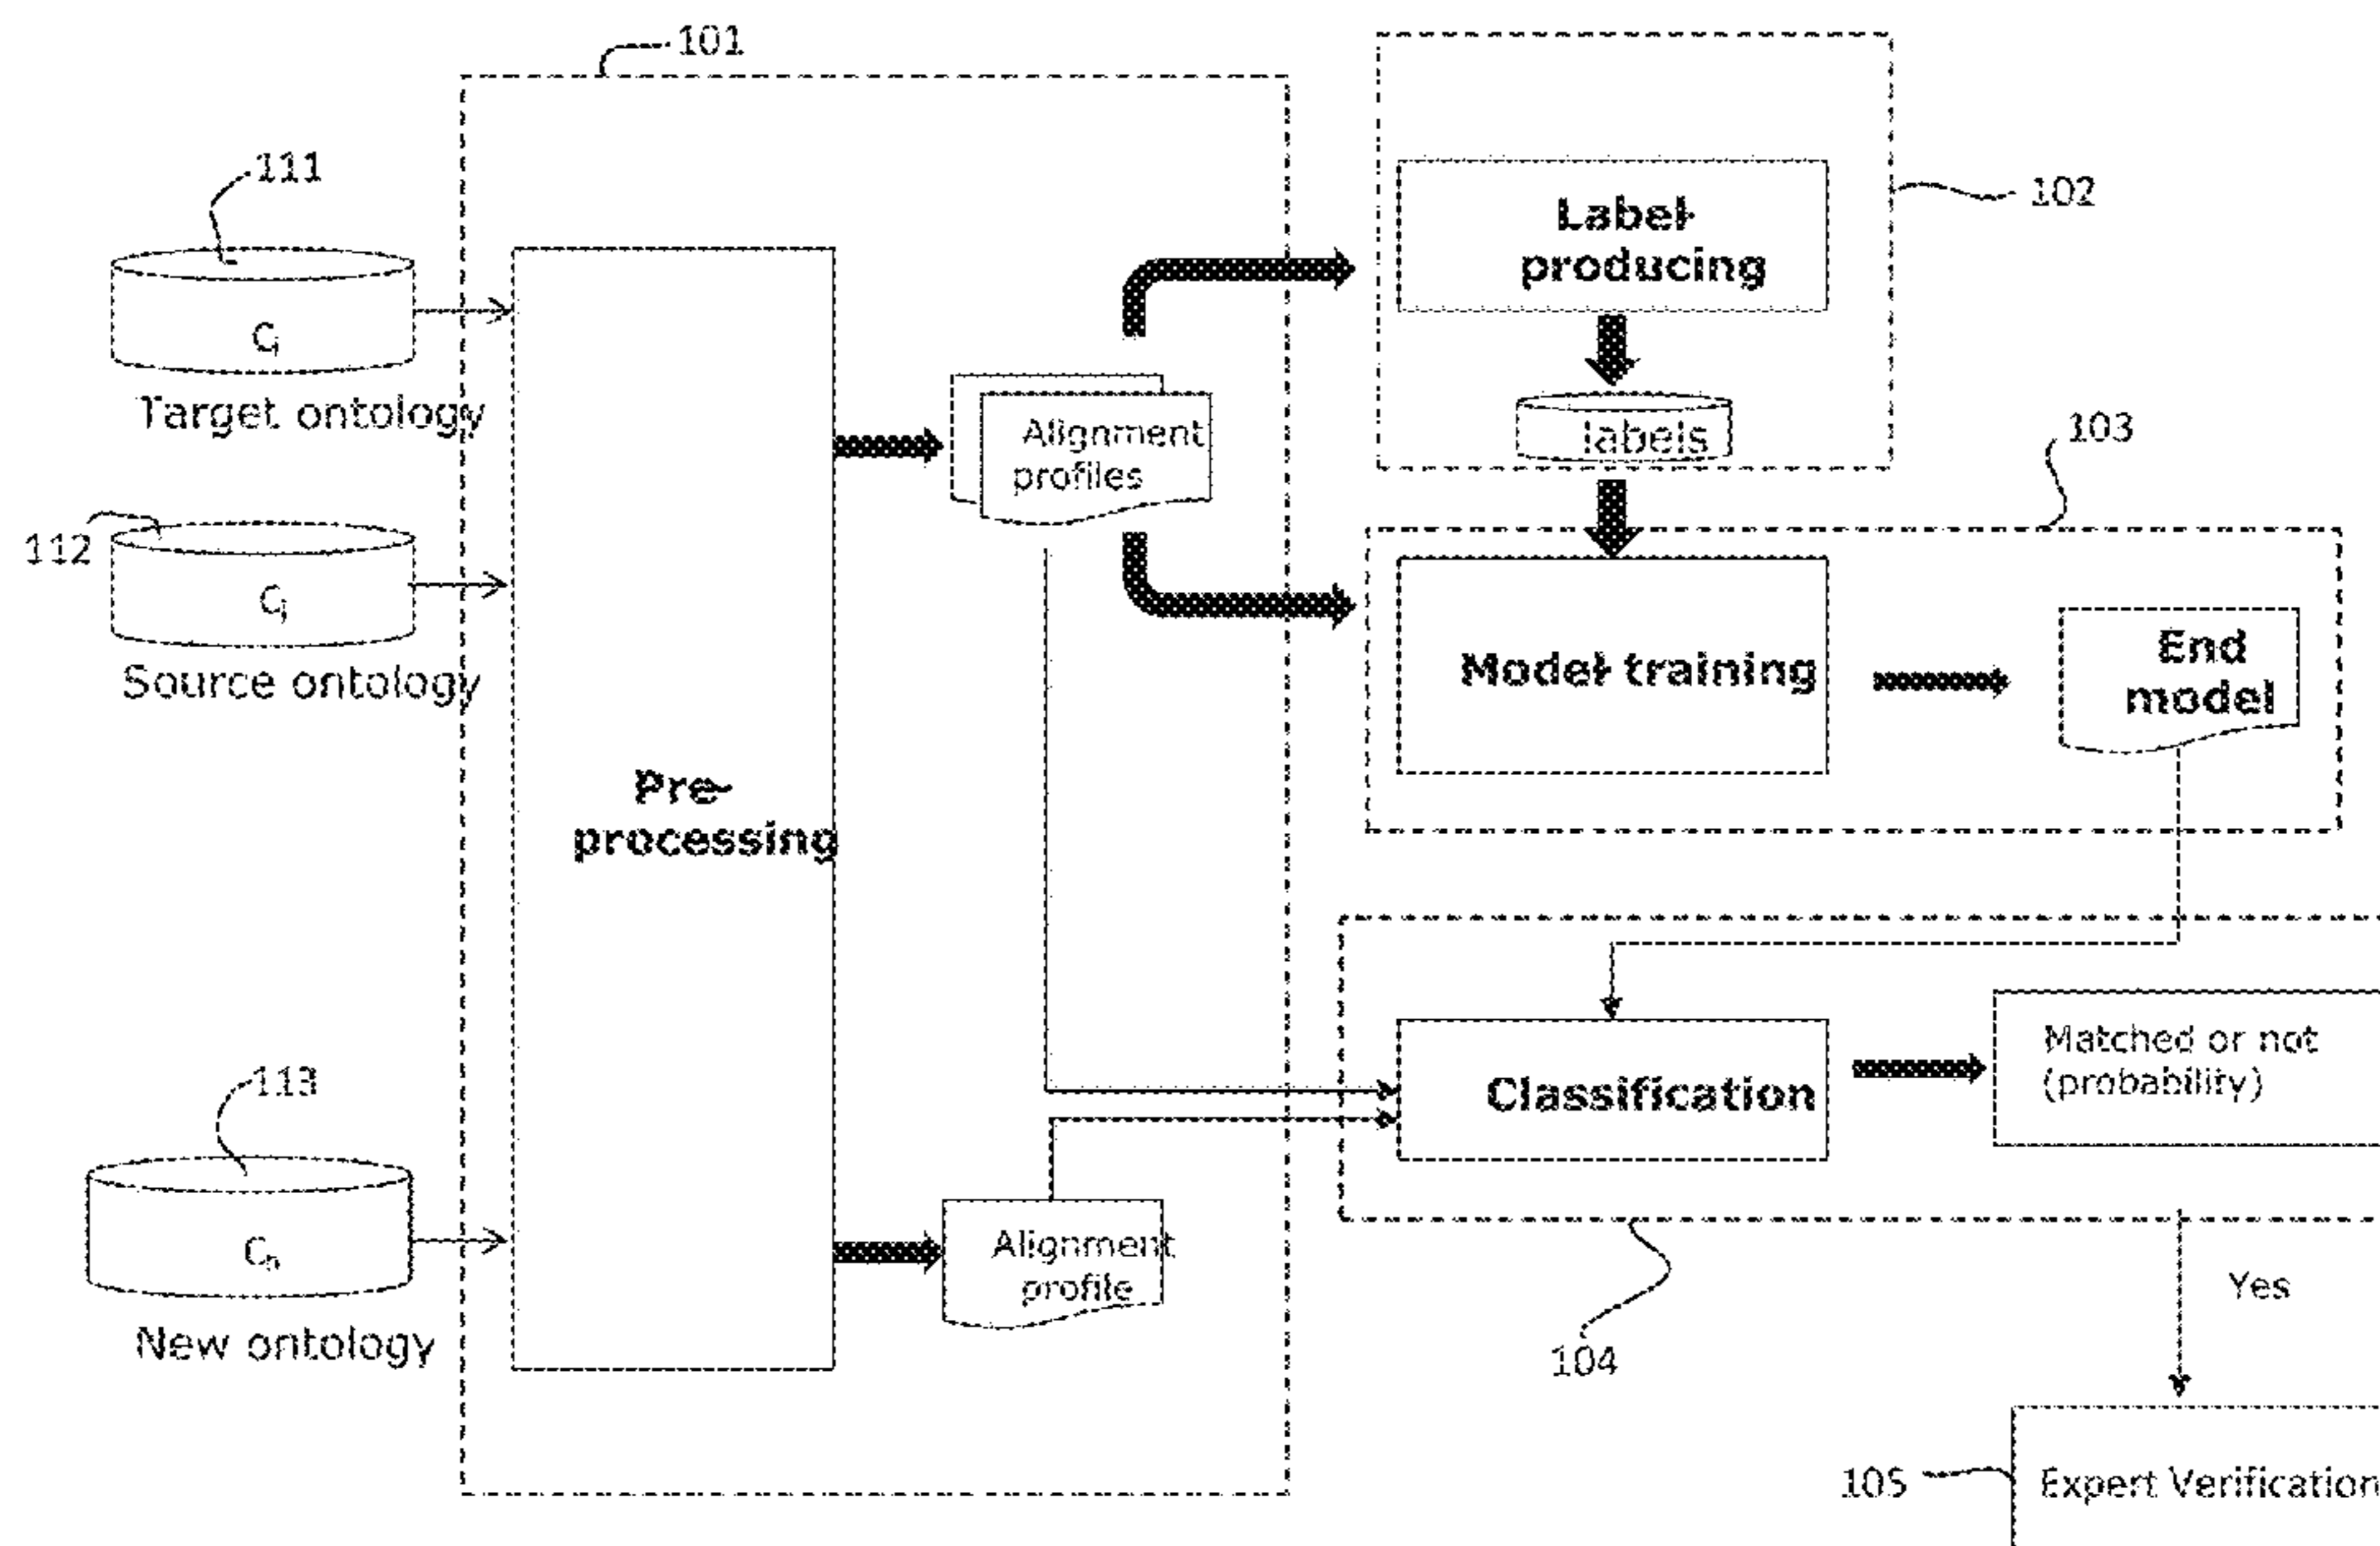 101
111
Target ontology
112
Source ontology
113
New ontology
Pre-
processing
Alignment
profiles
Alignment
profile
102
Label-
producing
labels
103
Model-training
End
model
Classification
Matched or not
(probability)
104
Yes
105
Expert Verification